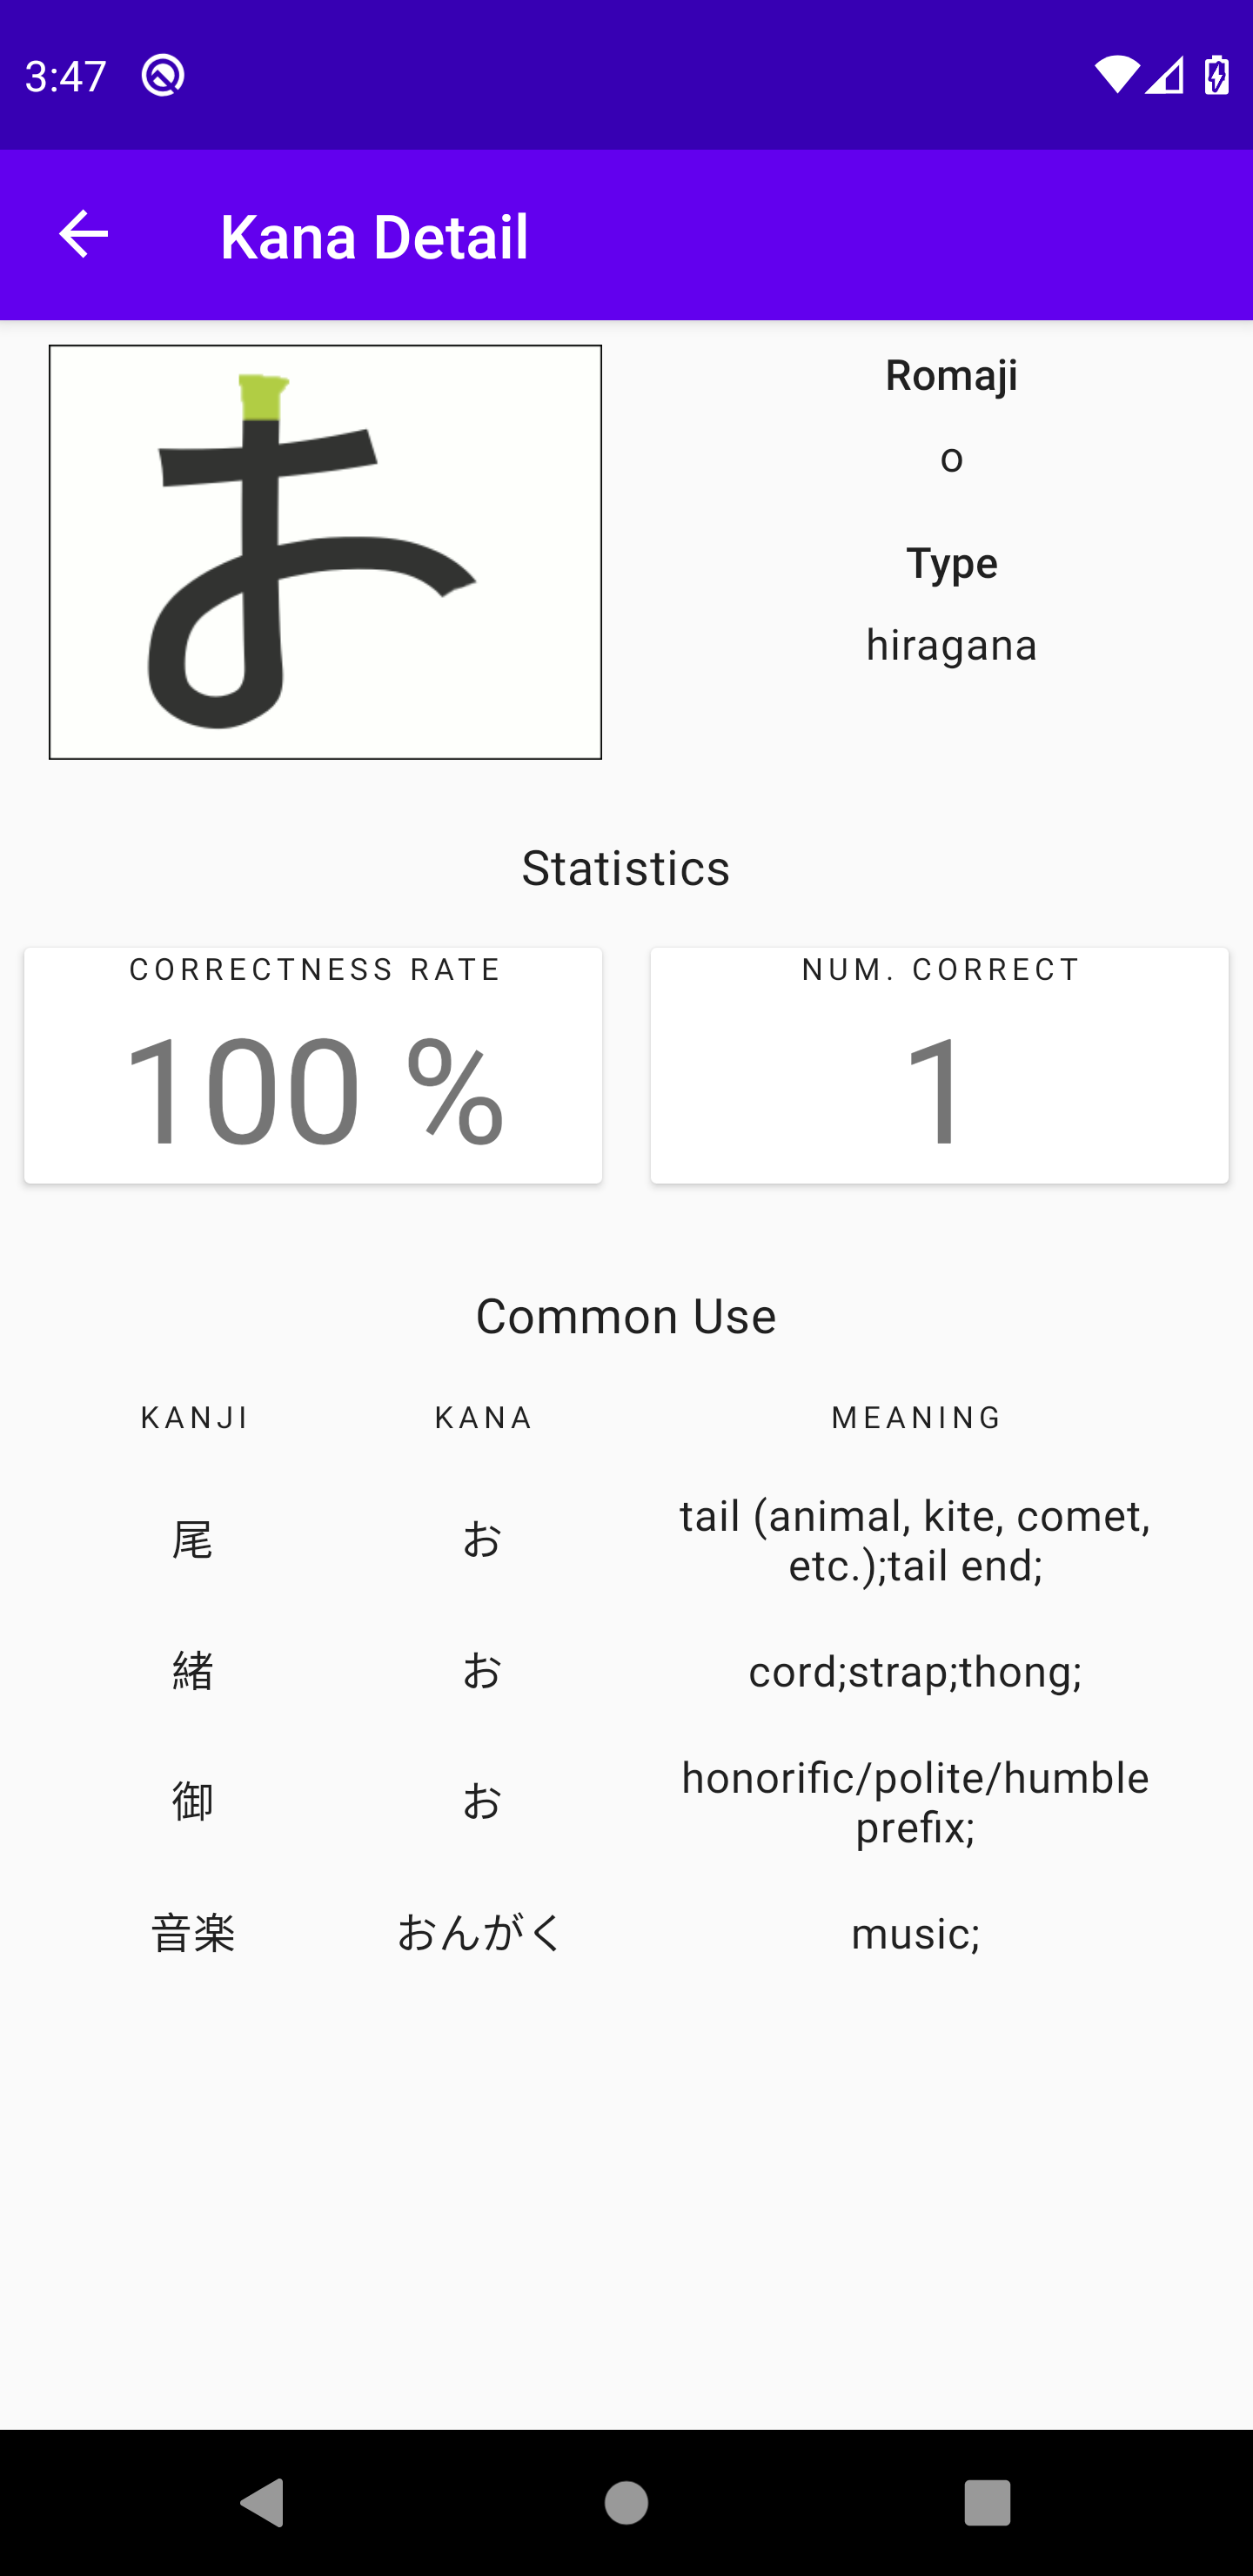 3:47
Kana Detail
お
Romaji
o
Type
hiragana
Statistics
CORRECTNESS RATE
100 %
NUM. CORRECT
1
Common Use
KANJI KANA MEANING
尾 お tail (animal, kite, comet,
etc.);tail end;
緒 お cord;strap;thong;
御 お honorific/polite/humble
prefix;
音楽 おんがく music;